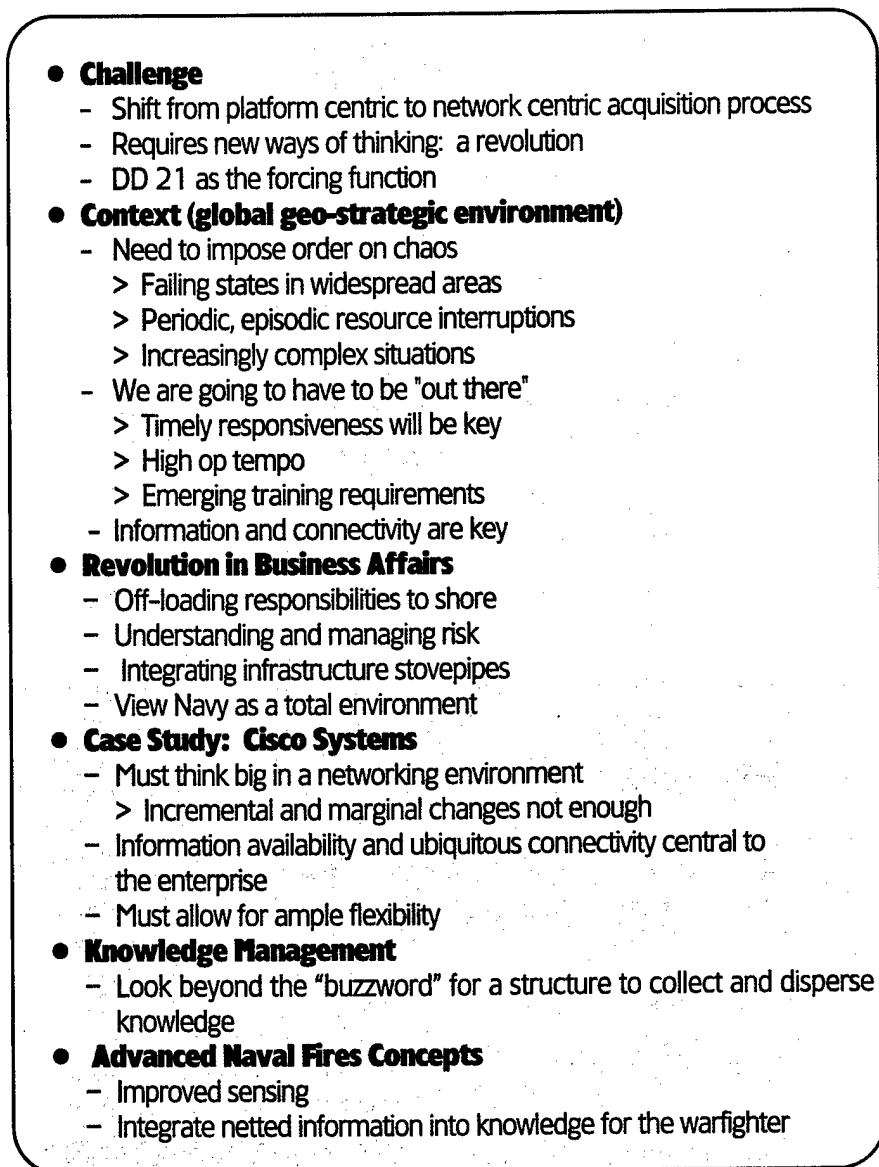 ● Challenge
– Shift from platform centric to network centric acquisition process
– Requires new ways of thinking: a revolution
– DD 21 as the forcing function
● Context (global geo-strategic environment)
– Need to impose order on chaos
> Failing states in widespread areas
> Periodic, episodic resource interruptions
> Increasingly complex situations
– We are going to have to be "out there"
> Timely responsiveness will be key
> High op tempo
> Emerging training requirements
– Information and connectivity are key
● Revolution in Business Affairs
– Off-loading responsibilities to shore
– Understanding and managing risk
– Integrating infrastructure stovepipes
– View Navy as a total environment
● Case Study: Cisco Systems
– Must think big in a networking environment
> Incremental and marginal changes not enough
– Information availability and ubiquitous connectivity central to
the enterprise
– Must allow for ample flexibility
● Knowledge Management
– Look beyond the “buzzword” for a structure to collect and disperse
knowledge
● Advanced Naval Fires Concepts
– Improved sensing
– Integrate netted information into knowledge for the warfighter